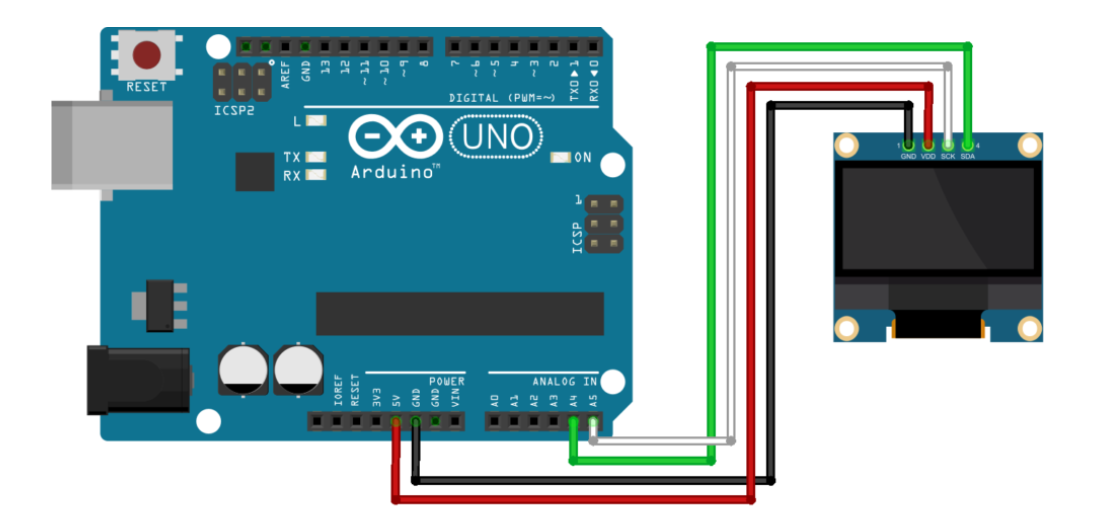 RESET
ICSP2
AREF
GND
13
12
~11
~10
~9
8
7
~6
~5
4
~3
2
TX0▶1
RX0◀0
DIGITAL (PWM=~)
L
TX
RX
UNO
Arduino™
ON
1
ICSP
1
4
GND VDD SCK SDA
POWER
ANALOG IN
IOREF
RESET
3V3
5V
GND
GND
VIN
A0
A1
A2
A3
A4
A5